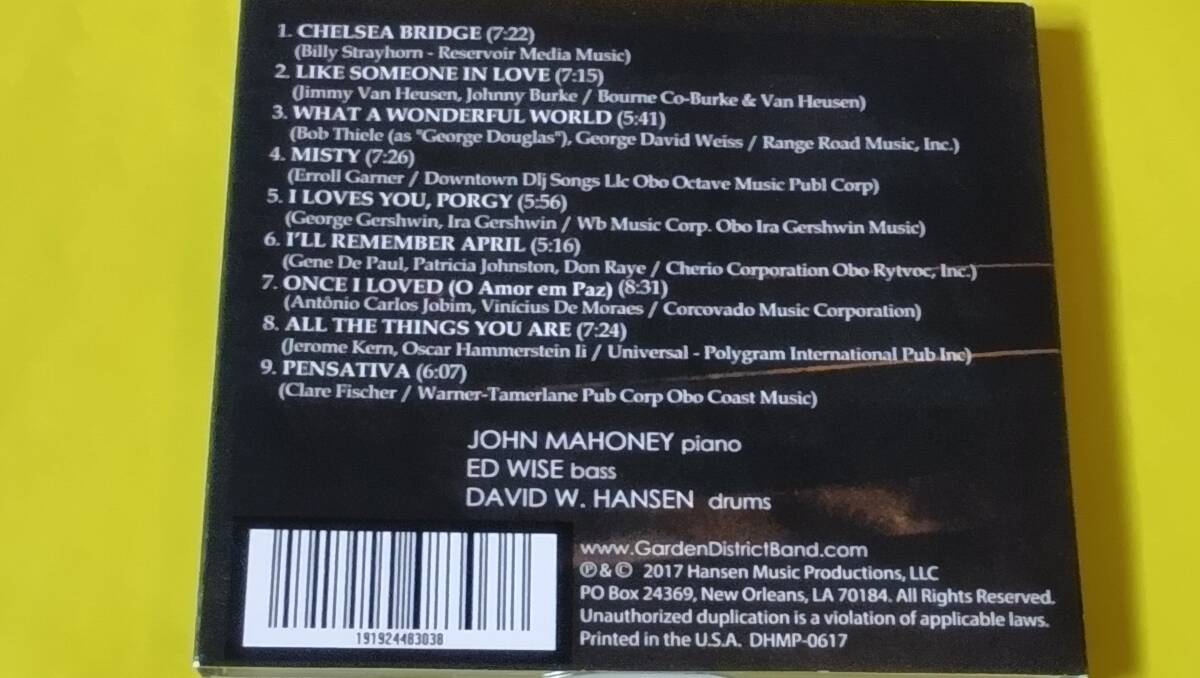 1. CHELSEA BRIDGE (7:22)
(Billy Strayhorn - Reservoir Media Music)
2. LIKE SOMEONE IN LOVE (7:15)
(Jimmy Van Heusen, Johnny Burke / Bourne Co-Burke & Van Heusen)
3. WHAT A WONDERFUL WORLD (5:41)
(Bob Thiele (as "George Douglas"), George David Weiss / Range Road Music, Inc.)
4. MISTY (7:26)
(Erroll Garner / Downtown Dlj Songs Llc Obo Octave Music Publ Corp)
5. I LOVES YOU, PORGY (5:56)
(George Gershwin, Ira Gershwin / Wb Music Corp. Obo Ira Gershwin Music)
6. I'LL REMEMBER APRIL (5:16)
(Gene De Paul, Patricia Johnston, Don Raye / Cherio Corporation Obo Rytvoc, Inc.)
7. ONCE I LOVED (O Amor em Paz) (8:31)
(Antônio Carlos Jobim, Vinícius De Moraes / Corcovado Music Corporation)
8. ALL THE THINGS YOU ARE (7:24)
(Jerome Kern, Oscar Hammerstein Ii / Universal - Polygram International Pub Inc)
9. PENSATIVA (6:07)
(Clare Fischer / Warner-Tamerlane Pub Corp Obo Coast Music)
JOHN MAHONEY piano
ED WISE bass
DAVID W. HANSEN drums
www.GardenDistrictBand.com
℗ & © 2017 Hansen Music Productions, LLC
PO Box 24369, New Orleans, LA 70184. All Rights Reserved.
Unauthorized duplication is a violation of applicable laws.
Printed in the U.S.A. DHMP-0617
191924483038